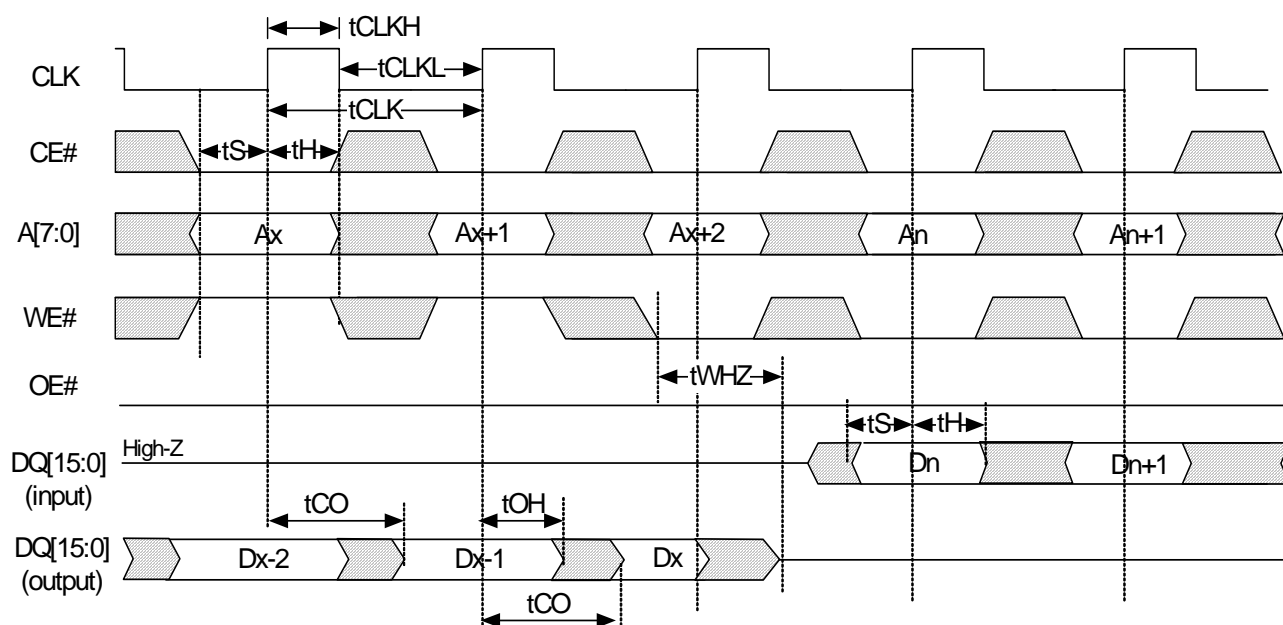 tCLKH
CLK
tCLKL
tCLK
CE#
tS
tH
A[7:0]
Ax
Ax+1
Ax+2
An
An+1
WE#
tWHZ
OE#
tS
tH
High-Z
DQ[15:0]
(input)
Dn
Dn+1
tCO
tOH
DQ[15:0]
(output)
Dx-2
Dx-1
Dx
tCO